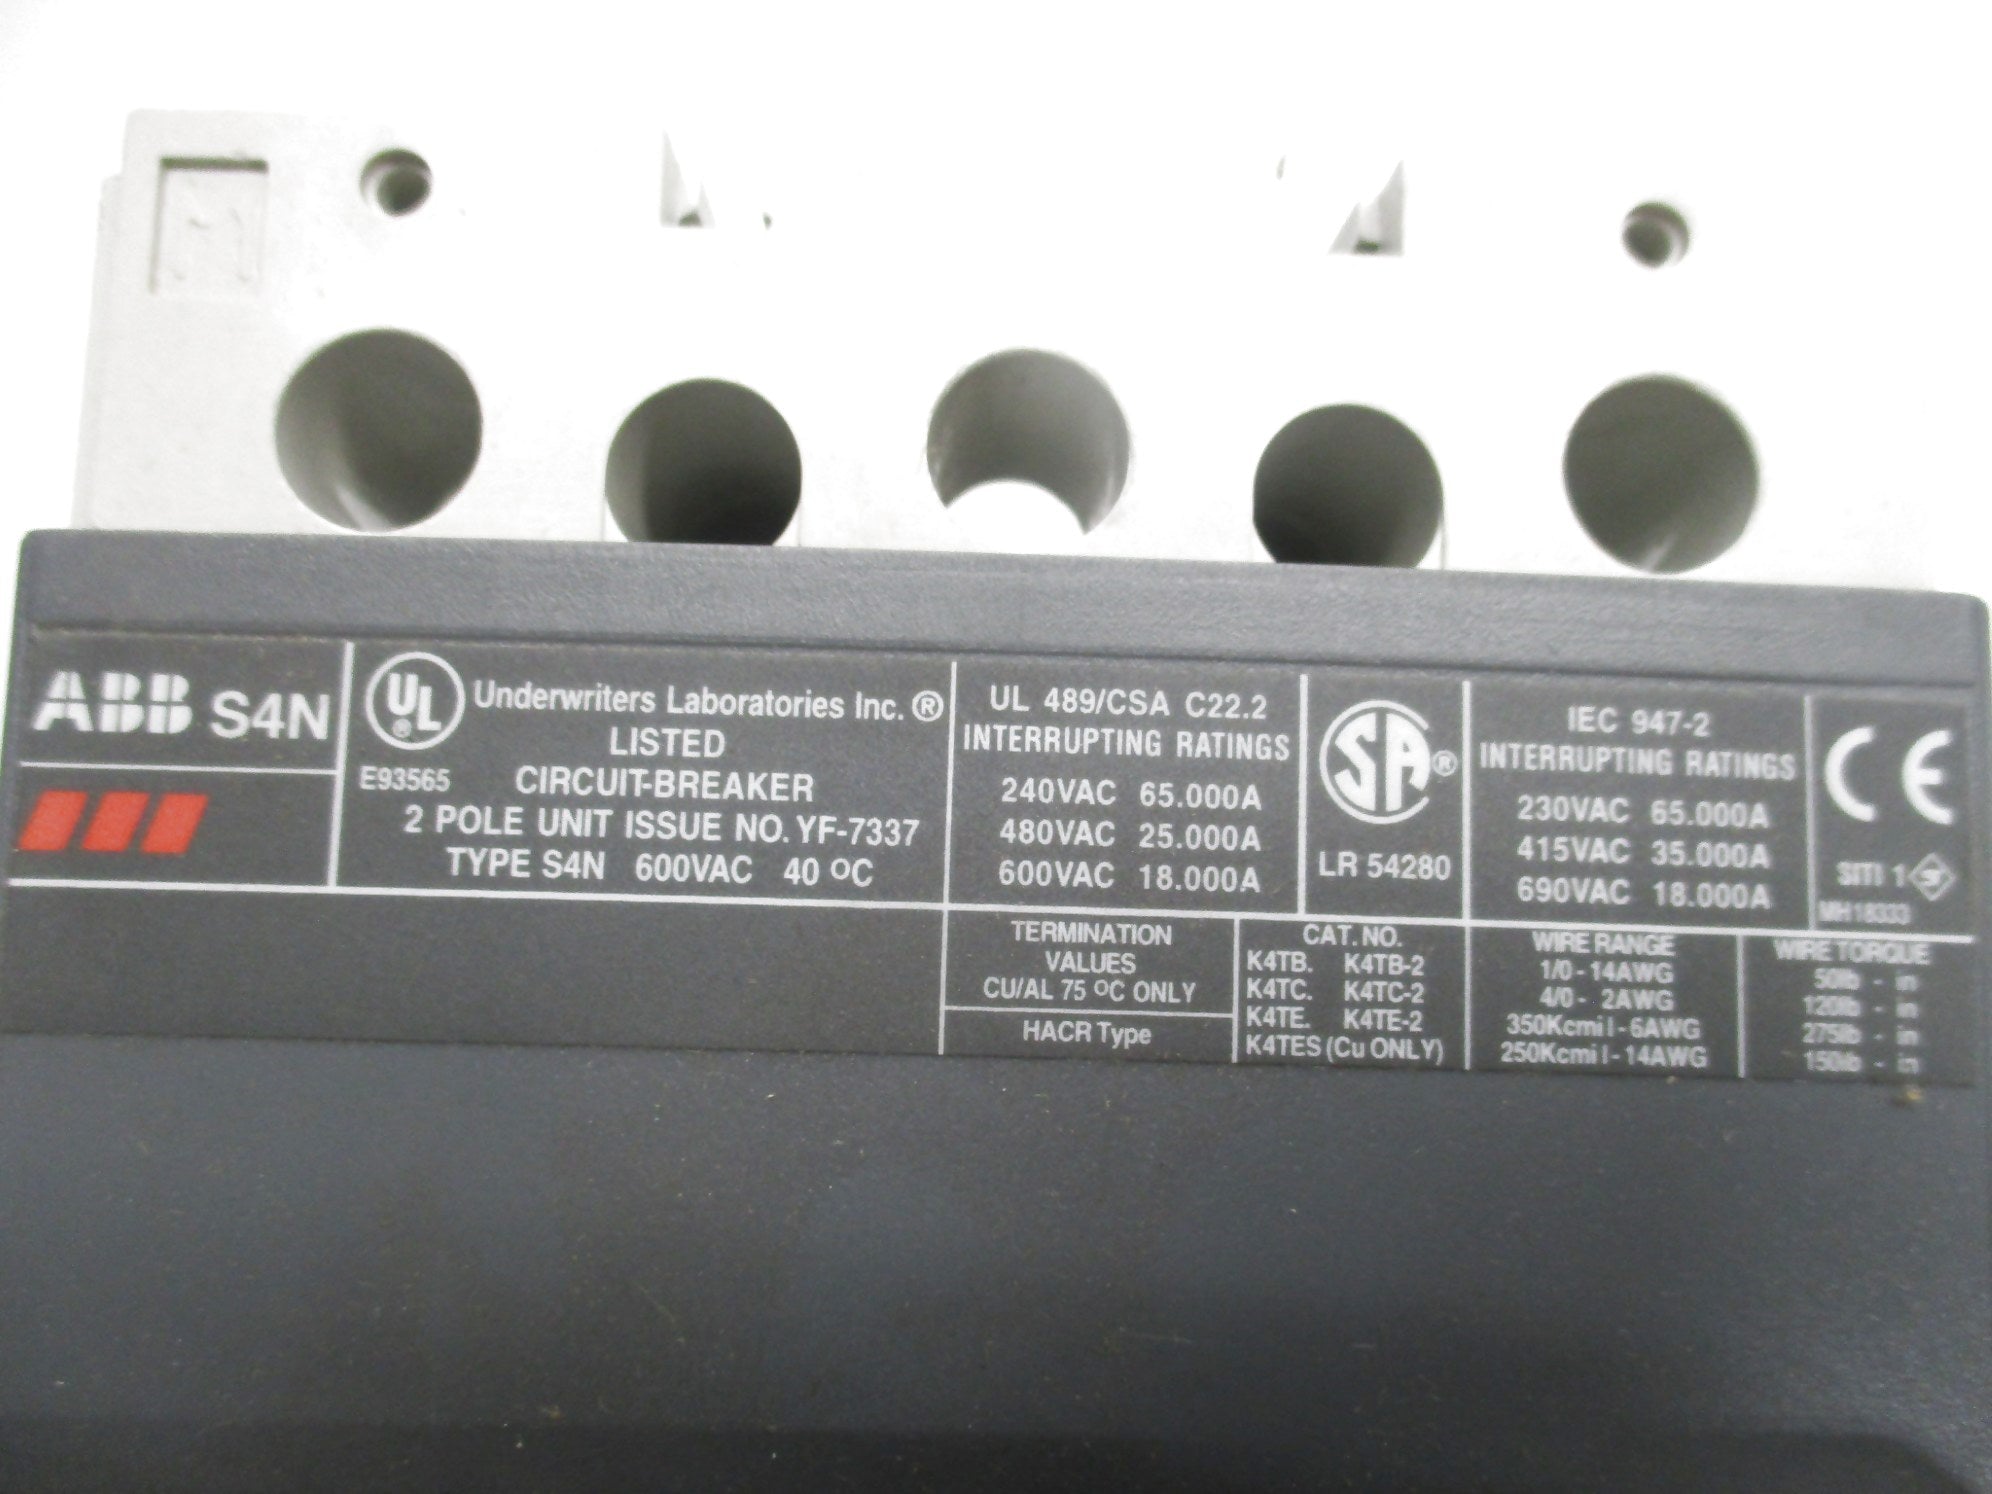 ABB S4N
UL ® Underwriters Laboratories Inc. ®
LISTED
E93565 CIRCUIT-BREAKER
2 POLE UNIT ISSUE NO. YF-7337
TYPE S4N 600VAC 40 ºC
UL 489/CSA C22.2
INTERRUPTING RATINGS
240VAC 65.000A
480VAC 25.000A
600VAC 18.000A
SA ®
LR 54280
IEC 947-2
INTERRUPTING RATINGS
230VAC 65.000A
415VAC 35.000A
690VAC 18.000A
CE
SITI 1
MH18333
TERMINATION
VALUES
CU/AL 75 ºC ONLY
HACR Type
CAT. NO.
K4TB. K4TB-2
K4TC. K4TC-2
K4TE. K4TE-2
K4TES (Cu ONLY)
WIRE RANGE
1/0 - 14AWG
4/0 - 2AWG
350Kcmil - 6AWG
250Kcmil - 14AWG
WIRE TORQUE
50lb - in
120lb - in
275lb - in
150lb - in